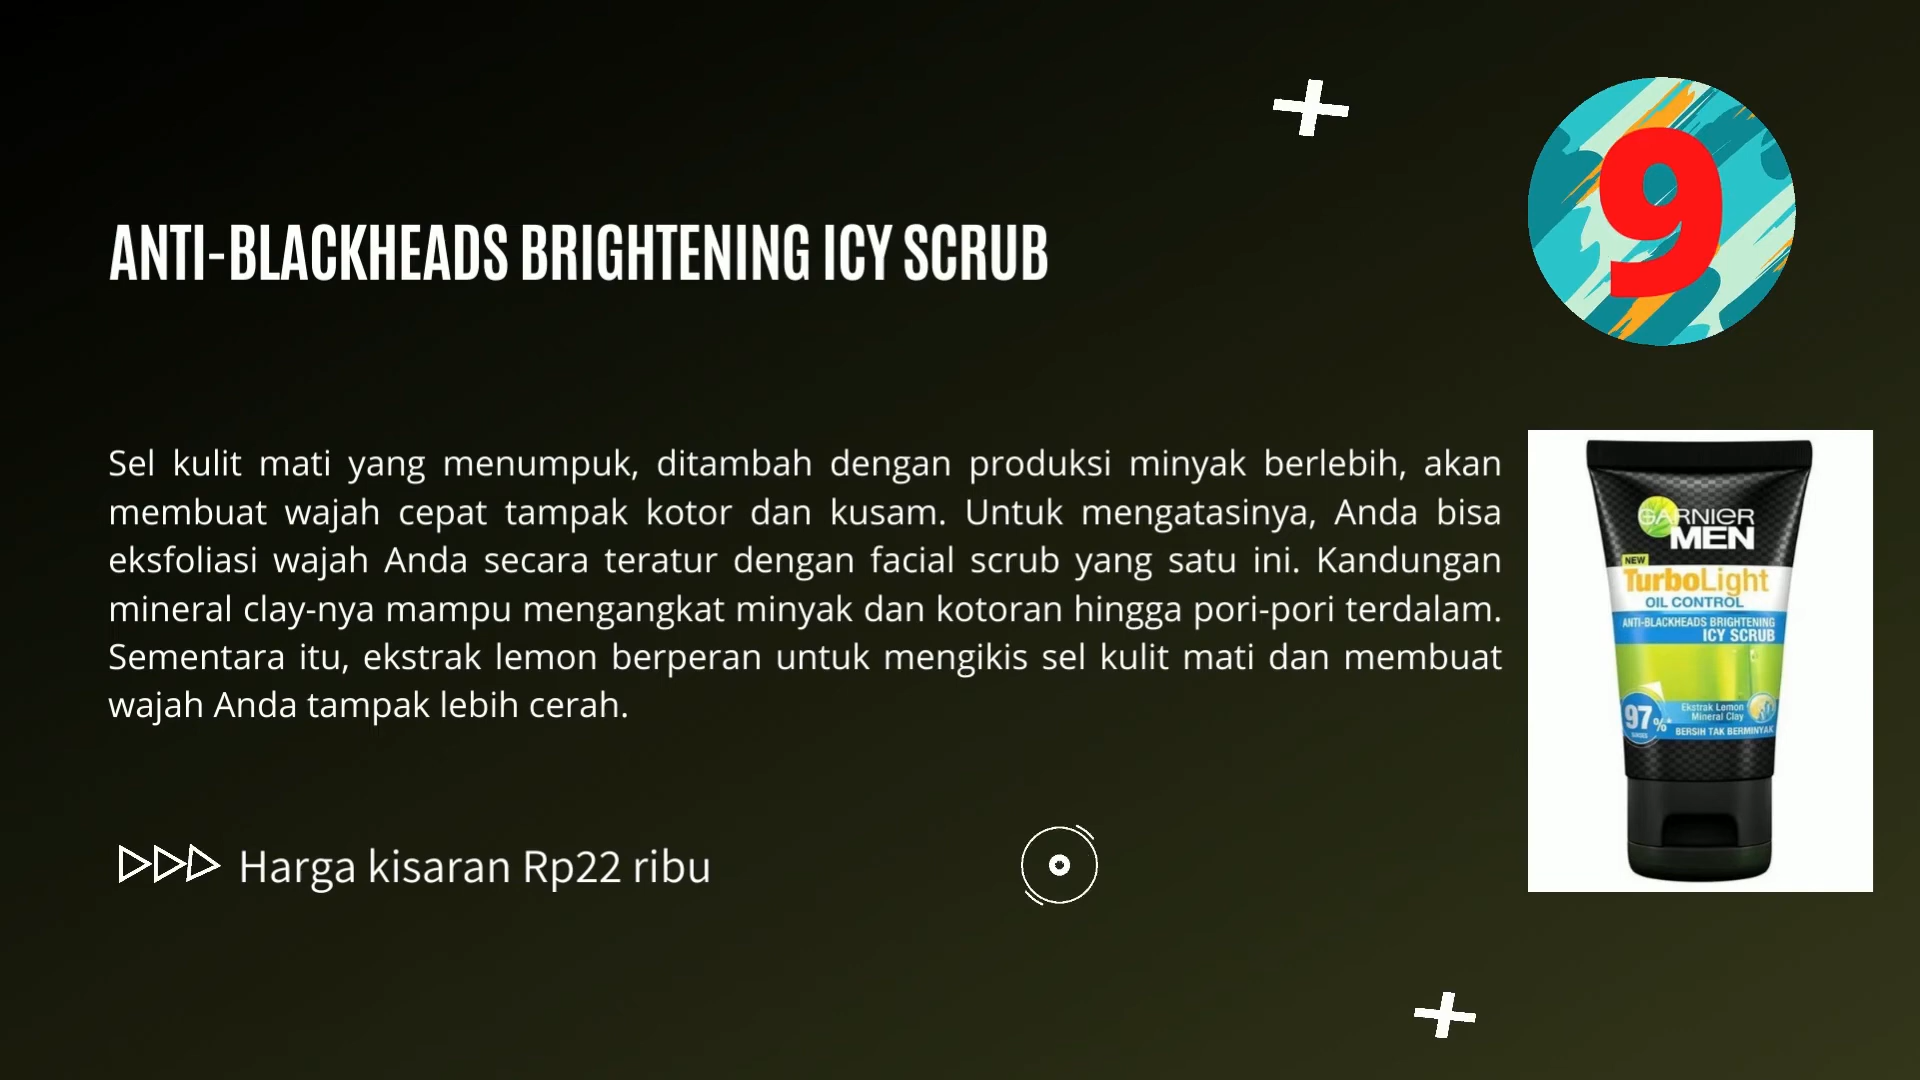 9
ANTI-BLACKHEADS BRIGHTENING ICY SCRUB
Sel kulit mati yang menumpuk, ditambah dengan produksi minyak berlebih, akan
membuat wajah cepat tampak kotor dan kusam. Untuk mengatasinya, Anda bisa
eksfoliasi wajah Anda secara teratur dengan facial scrub yang satu ini. Kandungan
mineral clay-nya mampu mengangkat minyak dan kotoran hingga pori-pori terdalam.
Sementara itu, ekstrak lemon berperan untuk mengikis sel kulit mati dan membuat
wajah Anda tampak lebih cerah.
Harga kisaran Rp22 ribu
GARNIER
MEN
NEW
TurboLight
OIL CONTROL
ANTI-BLACKHEADS BRIGHTENING
ICY SCRUB
97%*
Ekstrak Lemon
Mineral Clay
BERSIH TAK BERMINYAK